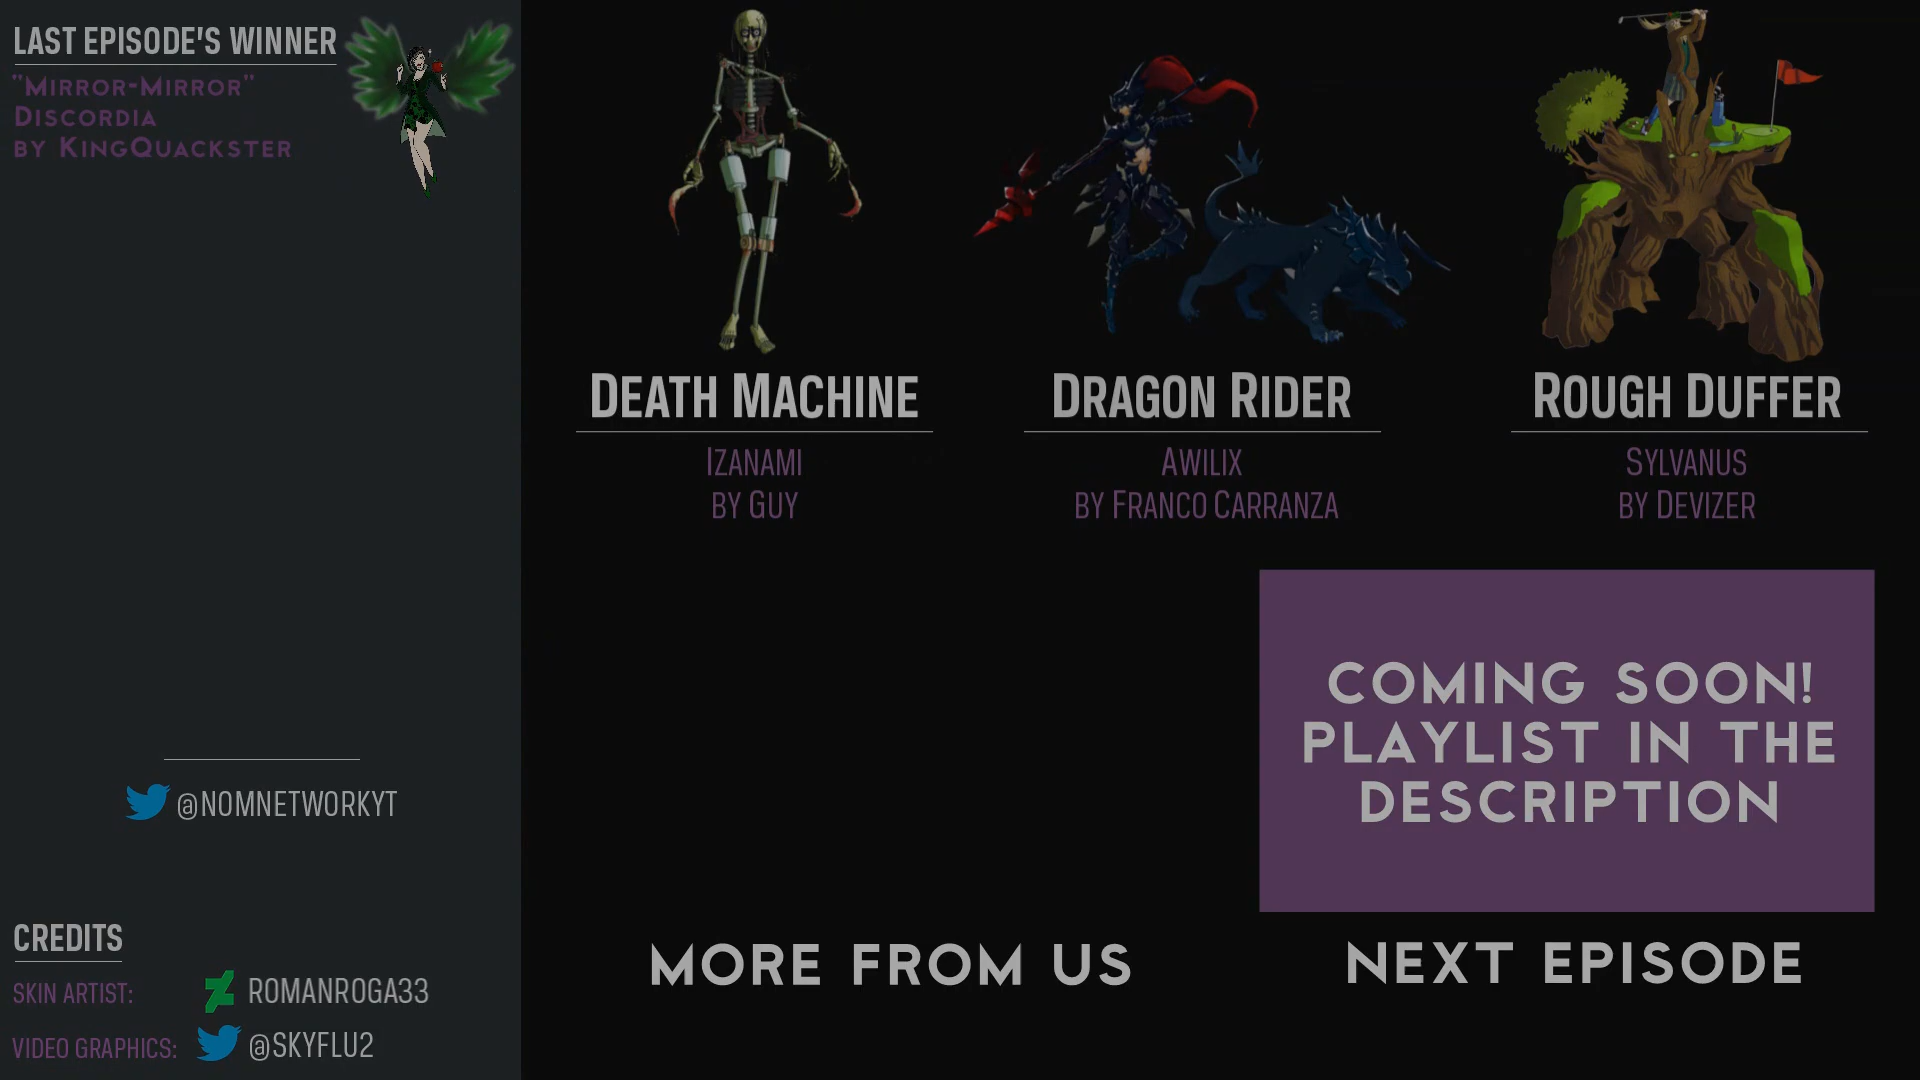 LAST EPISODE'S WINNER
"MIRROR-MIRROR"
DISCORDIA
BY KINGQUACKSTER
DEATH MACHINE
IZANAMI
BY GUY
DRAGON RIDER
AWILIX
BY FRANCO CARRANZA
ROUGH DUFFER
SYLVANUS
BY DEVIZER
COMING SOON!
PLAYLIST IN THE
DESCRIPTION
MORE FROM US
NEXT EPISODE
@NOMNETWORKYT
CREDITS
SKIN ARTIST: ROMANROGA33
VIDEO GRAPHICS: @SKYFLU2